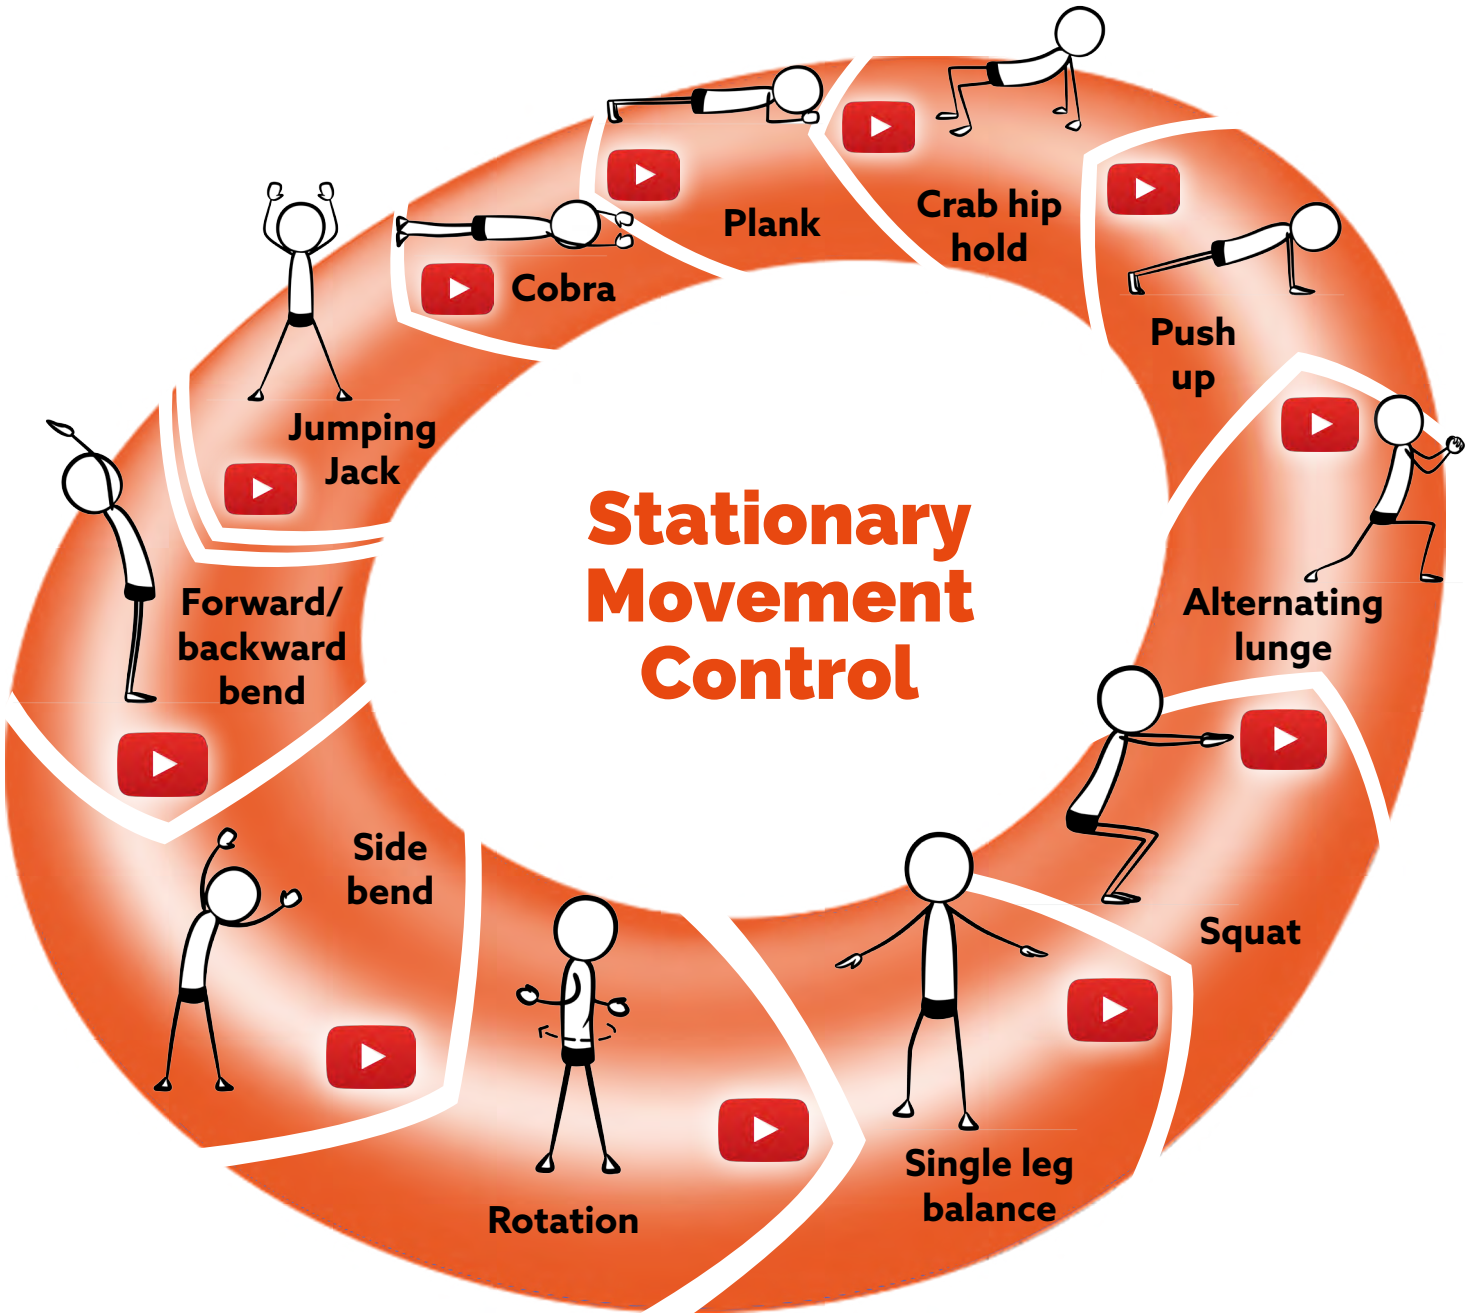 Stationary
Movement
Control
Plank
Crab hip
hold
Push
up
Alternating
lunge
Squat
Single leg
balance
Rotation
Side
bend
Forward/
backward
bend
Jumping
Jack
Cobra